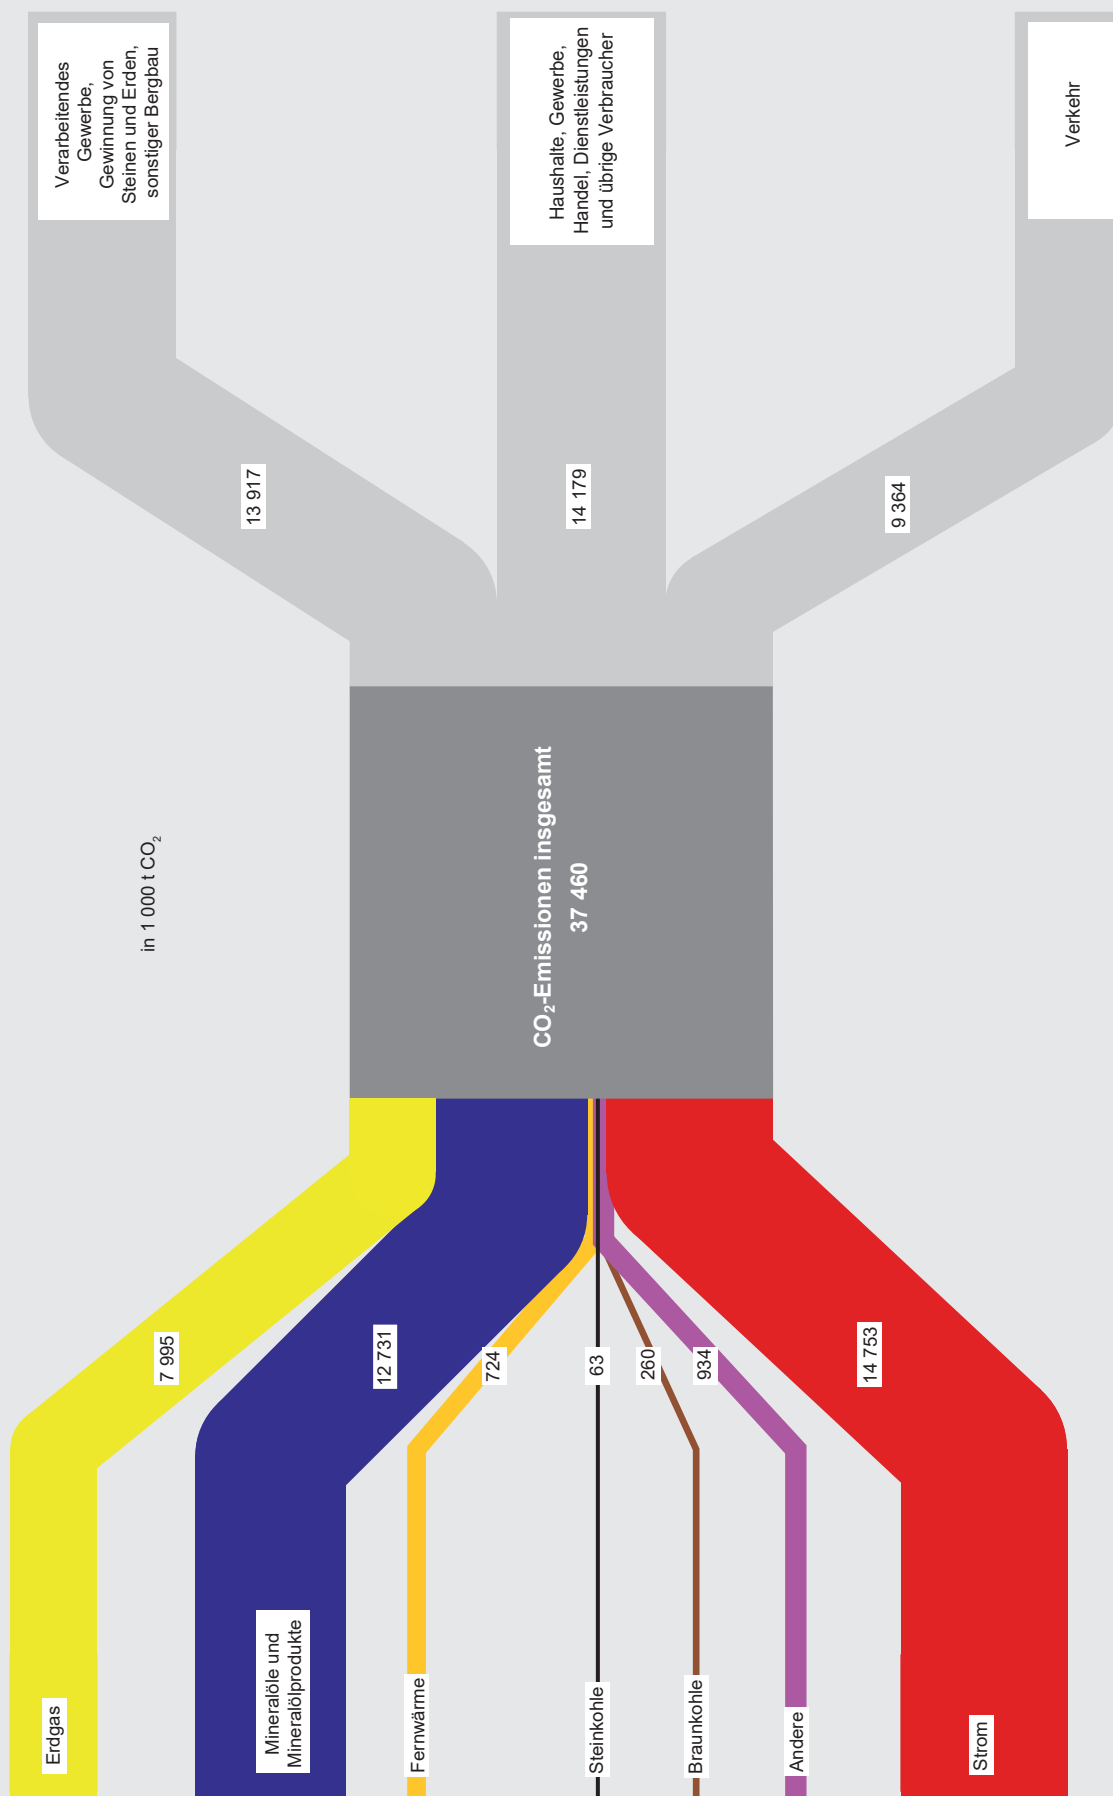 in 1 000 t CO₂
Erdgas
Mineralöle und
Mineralölprodukte
Fernwärme
Steinkohle
Braunkohle
Andere
Strom
7 995
12 731
724
63
260
934
14 753
CO₂-Emissionen insgesamt
37 460
13 917
14 179
9 364
Verarbeitendes
Gewerbe,
Gewinnung von
Steinen und Erden,
sonstiger Bergbau
Haushalte, Gewerbe,
Handel, Dienstleistungen
und übrige Verbraucher
Verkehr